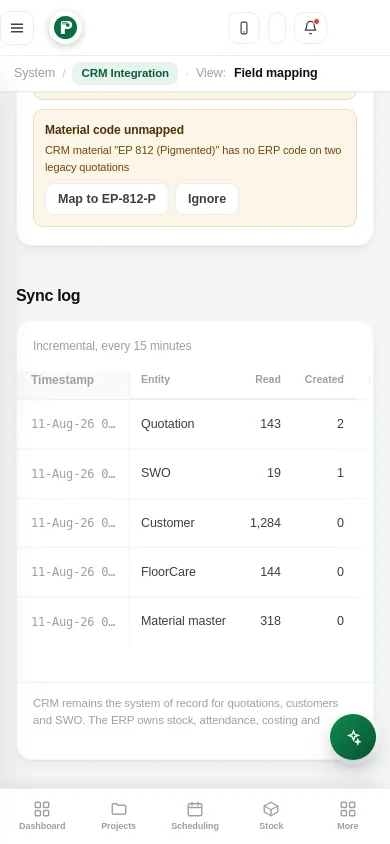 System / CRM Integration · View: Field mapping
Material code unmapped
CRM material "EP 812 (Pigmented)" has no ERP code on two
legacy quotations
Map to EP-812-P Ignore
Sync log
Incremental, every 15 minutes
Timestamp Entity Read Created
11-Aug-26 0… Quotation 143 2
11-Aug-26 0… SWO 19 1
11-Aug-26 0… Customer 1,284 0
11-Aug-26 0… FloorCare 144 0
11-Aug-26 0… Material master 318 0
CRM remains the system of record for quotations, customers
and SWO. The ERP owns stock, attendance, costing and
Dashboard Projects Scheduling Stock More